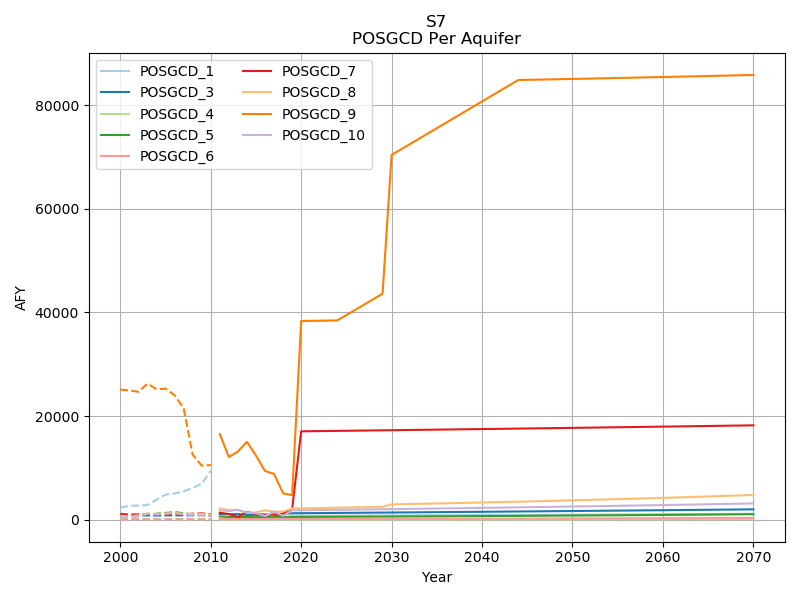 S7
POSGCD Per Aquifer
POSGCD_1
POSGCD_3
POSGCD_4
POSGCD_5
POSGCD_6
POSGCD_7
POSGCD_8
POSGCD_9
POSGCD_10
AFY
80000
60000
40000
20000
0
2000 2010 2020 2030 2040 2050 2060 2070
Year